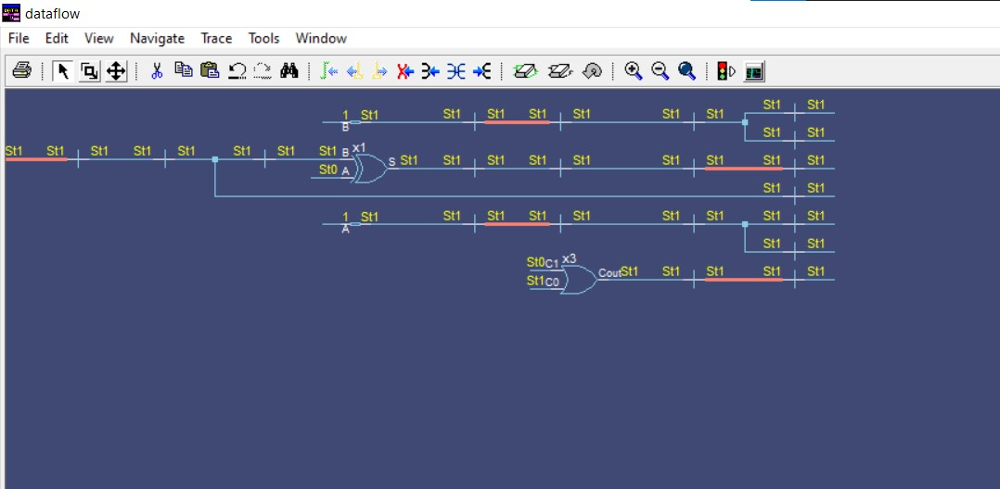 dataflow
File Edit View Navigate Trace Tools Window
St1 St1
1 St1 St1 St1 St1 St1 St1 St1
B
St1 St1
St1 St1 St1 St1 St1 St1 St1 St1 B x1
S St1 St1 St1 St1 St1 St1 St1 St1 St1
St0 A
St1 St1
1 St1 St1 St1 St1 St1 St1 St1 St1 St1
A
St1 St1
St0 C1 x3
Cout St1 St1 St1 St1 St1
St1 C0